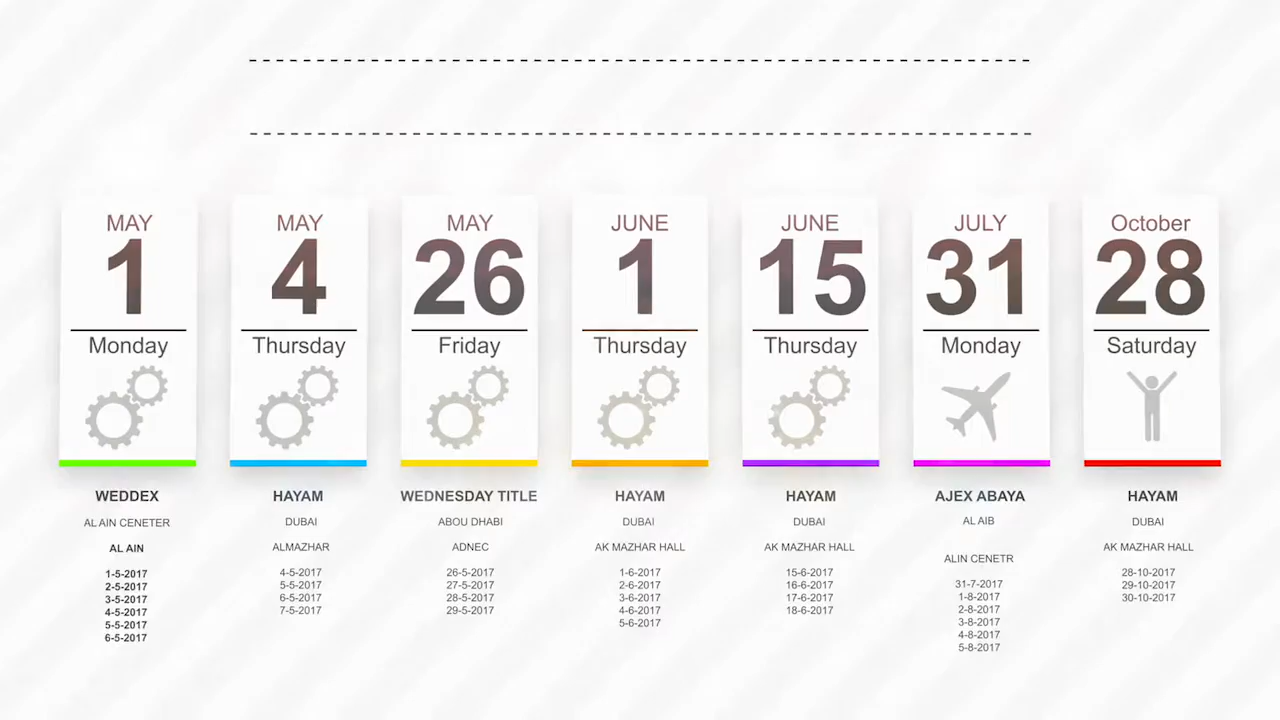 MAY
1
Monday
WEDDEX
AL AIN CENETER
AL AIN
1-5-2017
2-5-2017
3-5-2017
4-5-2017
5-5-2017
6-5-2017
MAY
4
Thursday
HAYAM
DUBAI
ALMAZHAR
4-5-2017
5-5-2017
6-5-2017
7-5-2017
MAY
26
Friday
WEDNESDAY TITLE
ABOU DHABI
ADNEC
26-5-2017
27-5-2017
28-5-2017
29-5-2017
JUNE
1
Thursday
HAYAM
DUBAI
AK MAZHAR HALL
1-6-2017
2-6-2017
3-6-2017
4-6-2017
5-6-2017
JUNE
15
Thursday
HAYAM
DUBAI
AK MAZHAR HALL
15-6-2017
16-6-2017
17-6-2017
18-6-2017
JULY
31
Monday
AJEX ABAYA
AL AIB
ALIN CENETR
31-7-2017
1-8-2017
2-8-2017
3-8-2017
4-8-2017
5-8-2017
October
28
Saturday
HAYAM
DUBAI
AK MAZHAR HALL
28-10-2017
29-10-2017
30-10-2017